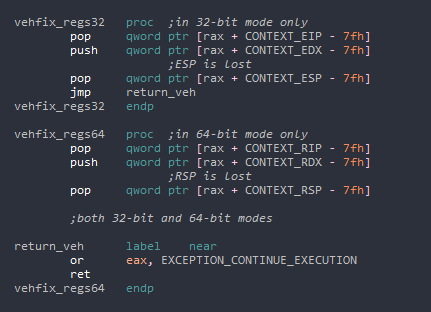 vehfix_regs32 proc ;in 32-bit mode only
pop qword ptr [rax + CONTEXT_EIP - 7fh]
push qword ptr [rax + CONTEXT_EDX - 7fh]
;ESP is lost
pop qword ptr [rax + CONTEXT_ESP - 7fh]
jmp return_veh
vehfix_regs32 endp
vehfix_regs64 proc ;in 64-bit mode only
pop qword ptr [rax + CONTEXT_RIP - 7fh]
push qword ptr [rax + CONTEXT_RDX - 7fh]
;RSP is lost
pop qword ptr [rax + CONTEXT_RSP - 7fh]
;both 32-bit and 64-bit modes
return_veh label near
or eax, EXCEPTION_CONTINUE_EXECUTION
ret
vehfix_regs64 endp